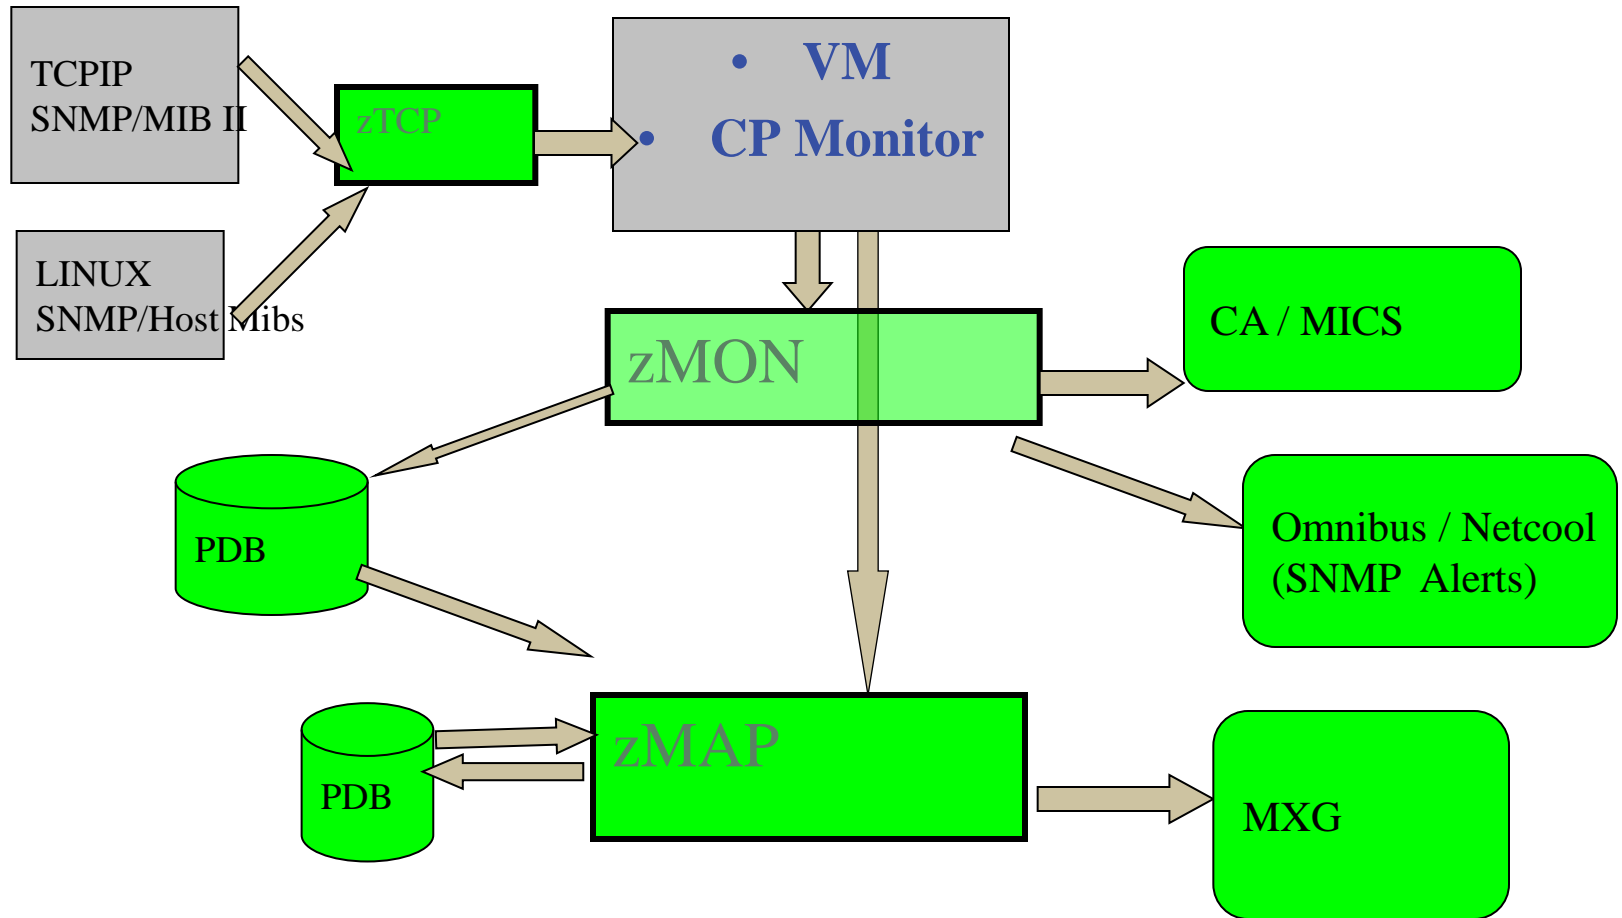 TCPIP
SNMP/MIB II
zTCP
• VM
• CP Monitor
LINUX
SNMP/Host Mibs
zMON
CA / MICS
PDB
Omnibus / Netcool
(SNMP Alerts)
zMAP
PDB
MXG